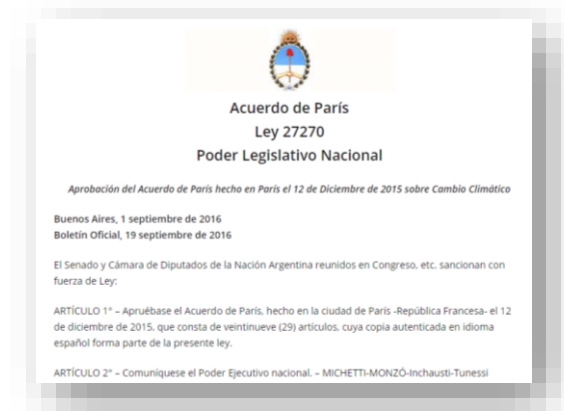 Acuerdo de París
Ley 27270
Poder Legislativo Nacional
Aprobación del Acuerdo de Paris hecho en Paris el 12 de Diciembre de 2015 sobre Cambio Climático
Buenos Aires, 1 septiembre de 2016
Boletín Oficial, 19 septiembre de 2016
El Senado y Cámara de Diputados de la Nación Argentina reunidos en Congreso, etc. sancionan con
fuerza de Ley:
ARTÍCULO 1° – Apruébase el Acuerdo de París, hecho en la ciudad de París -República Francesa- el 12
de diciembre de 2015, que consta de veintinueve (29) artículos, cuya copia autenticada en idioma
español forma parte de la presente ley.
ARTÍCULO 2° – Comuníquese el Poder Ejecutivo nacional. – MICHETTI-MONZÓ-Inchausti-Tunessi